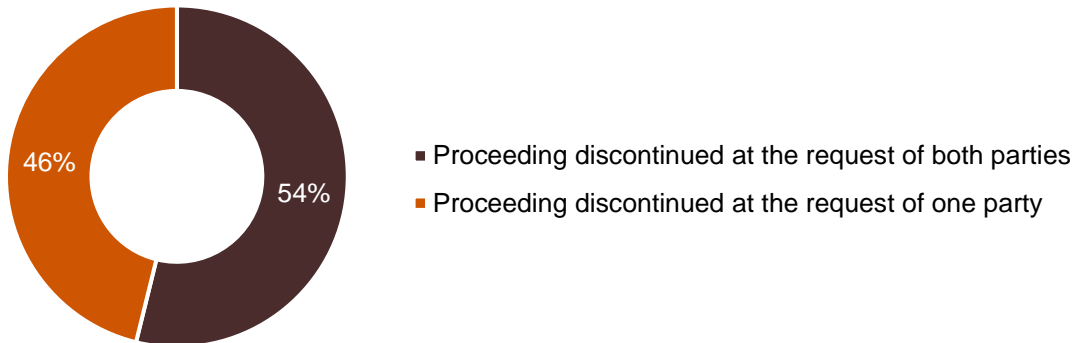 46%
54%
Proceeding discontinued at the request of both parties
Proceeding discontinued at the request of one party